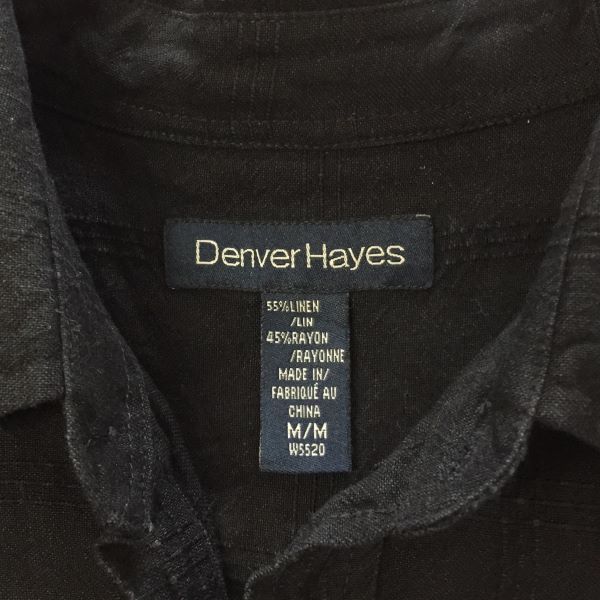 Denver Hayes
55%LINEN
/LIN
45%RAYON
/RAYONNE
MADE IN/
FABRIQUÉ AU
CHINA
M/M
W5520